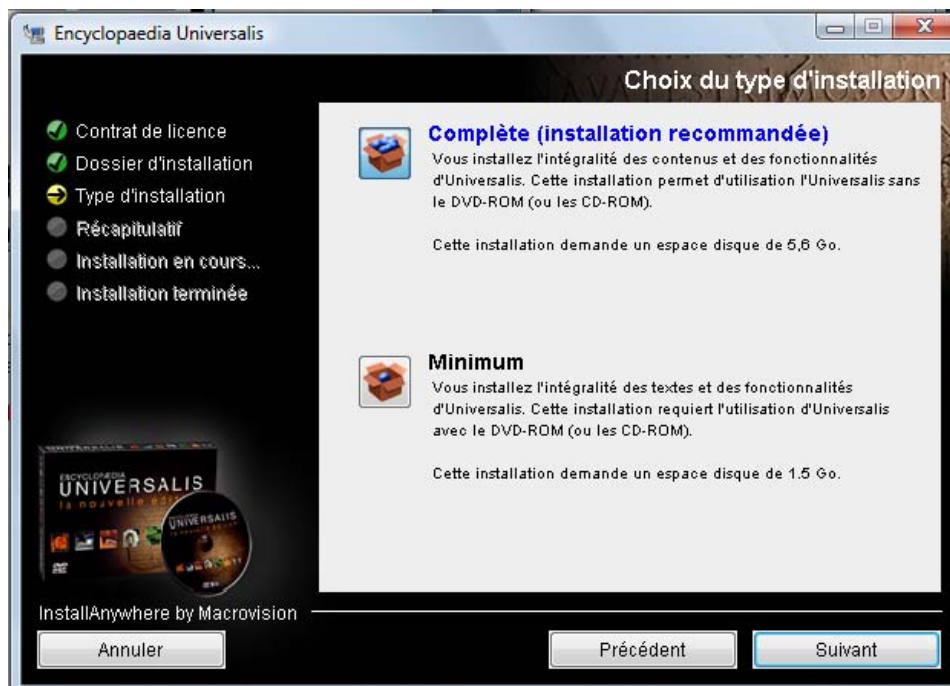 Encyclopaedia Universalis
Choix du type d'installation
Contrat de licence
Dossier d'installation
Type d'installation
Récapitulatif
Installation en cours...
Installation terminée
Complète (installation recommandée)
Vous installez l'intégralité des contenus et des fonctionnalités
d'Universalis. Cette installation permet d'utilisation l'Universalis sans
le DVD-ROM (ou les CD-ROM).
Cette installation demande un espace disque de 5,6 Go.
Minimum
Vous installez l'intégralité des textes et des fonctionnalités
d'Universalis. Cette installation requiert l'utilisation d'Universalis
avec le DVD-ROM (ou les CD-ROM).
Cette installation demande un espace disque de 1.5 Go.
ENCYCLOPÆDIA
UNIVERSALIS
la nouvelle édition
UNIVERSALIS
InstallAnywhere by Macrovision
Annuler
Précédent
Suivant